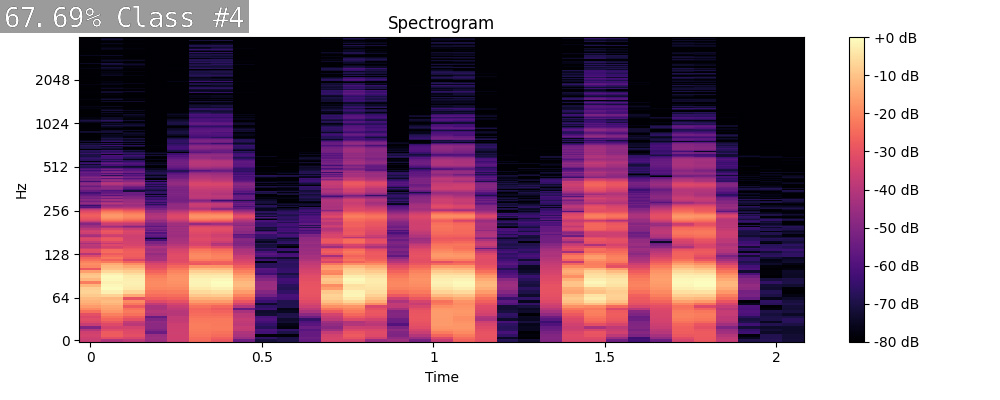 67.69% Class #4
Spectrogram
Hz
2048
1024
512
256
128
64
0
0
0.5
1
1.5
2
Time
+0 dB
-10 dB
-20 dB
-30 dB
-40 dB
-50 dB
-60 dB
-70 dB
-80 dB